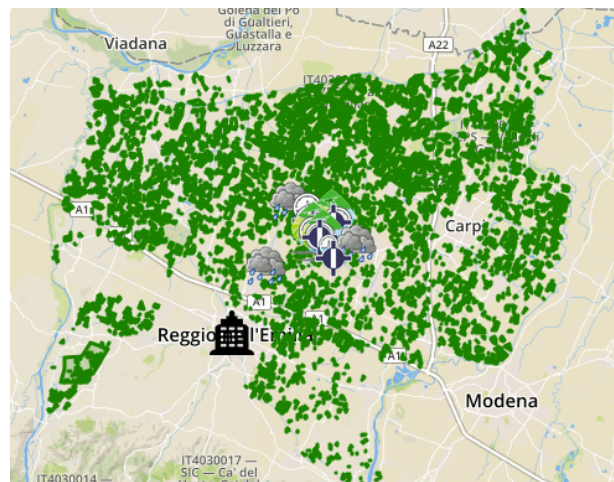 Golena del Po
di Gualtieri,
Guastalla e
Luzzara
Viadana
A22
A1
Carpi
A1
A1
Reggio
A1
Modena
IT4030017 —
SIC — Ca' del
IT4030014 —